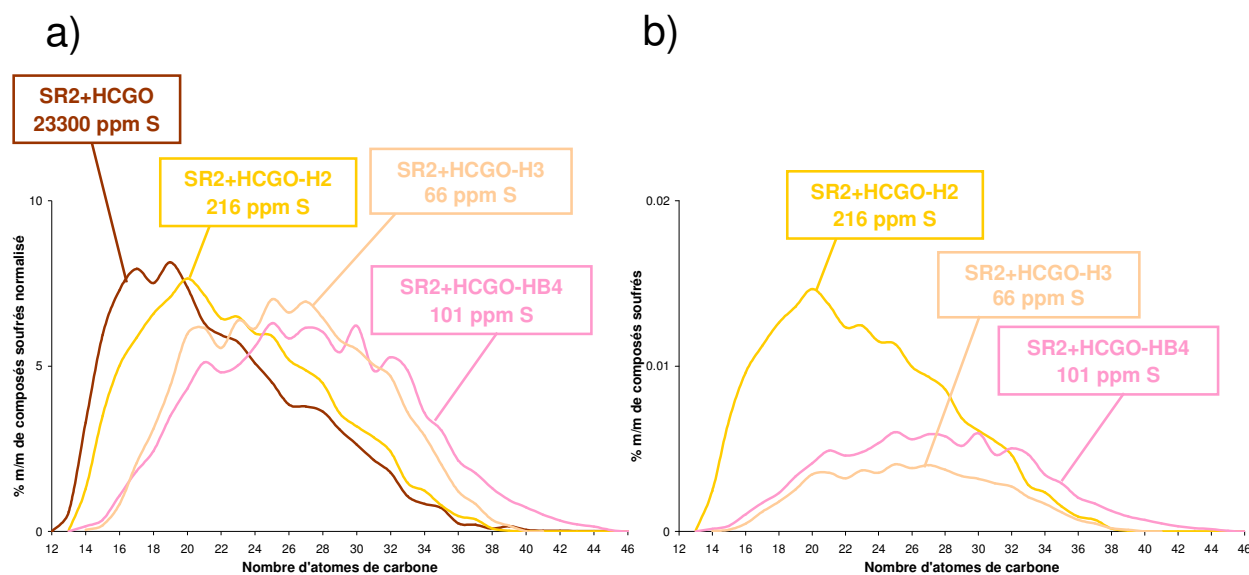 a)
SR2+HCGO
23300 ppm S
SR2+HCGO-H2
216 ppm S
SR2+HCGO-H3
66 ppm S
SR2+HCGO-HB4
101 ppm S
% m/m de composés soufrés normalisé
10
5
0
12 14 16 18 20 22 24 26 28 30 32 34 36 38 40 42 44 46
Nombre d'atomes de carbone
b)
SR2+HCGO-H2
216 ppm S
SR2+HCGO-H3
66 ppm S
SR2+HCGO-HB4
101 ppm S
% m/m de composés soufrés
0.02
0.01
0
12 14 16 18 20 22 24 26 28 30 32 34 36 38 40 42 44 46
Nombre d'atomes de carbone